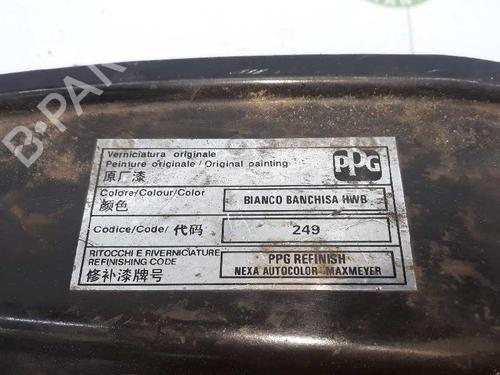 B-PARTS
Verniciatura originale
Peinture originale / Original painting
原厂漆
PPG
Colore/Colour/Color
颜色
BIANCO BANCHISA HWB
Codice/Code/ 代码
249
RITOCCHI E RIVERNICIATURE
REFINISHING CODE
修补漆牌号
PPG REFINISH
NEXA AUTOCOLOR - MAXMEYER